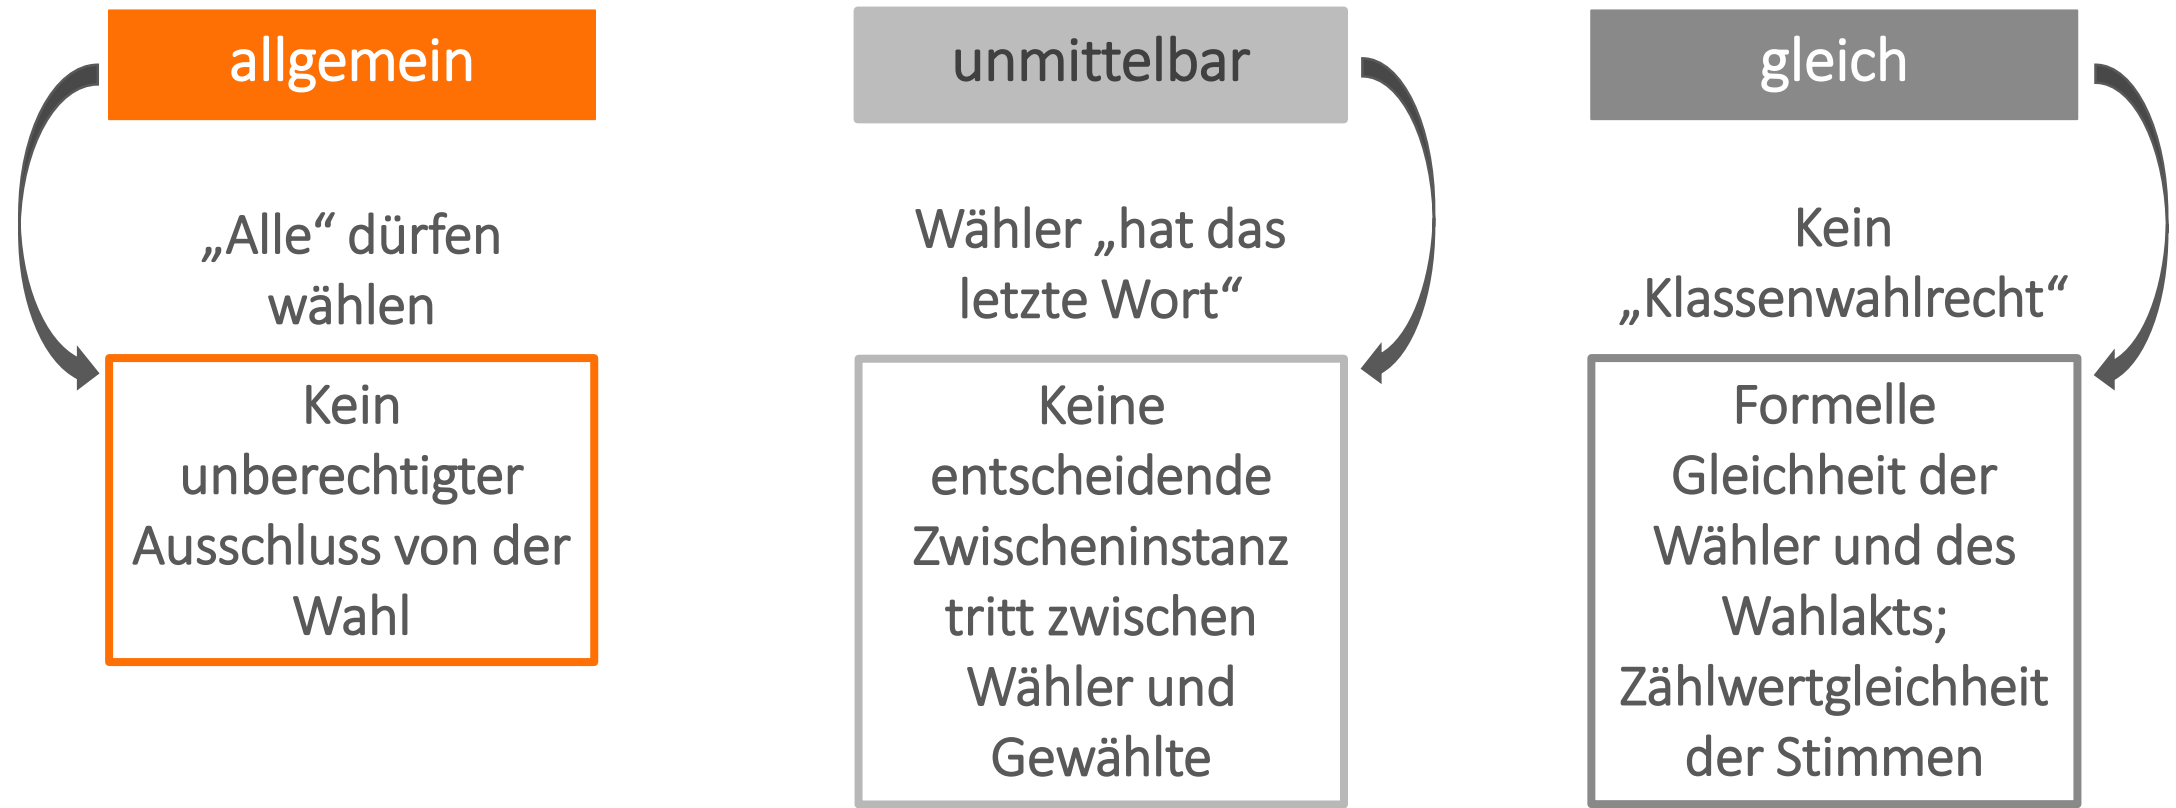 allgemein
„Alle“ dürfen
wählen
Kein
unberechtigter
Ausschluss von der
Wahl
unmittelbar
Wähler „hat das
letzte Wort“
Keine
entscheidende
Zwischeninstanz
tritt zwischen
Wähler und
Gewählte
gleich
Kein
„Klassenwahlrecht“
Formelle
Gleichheit der
Wähler und des
Wahlakts;
Zählwertgleichheit
der Stimmen